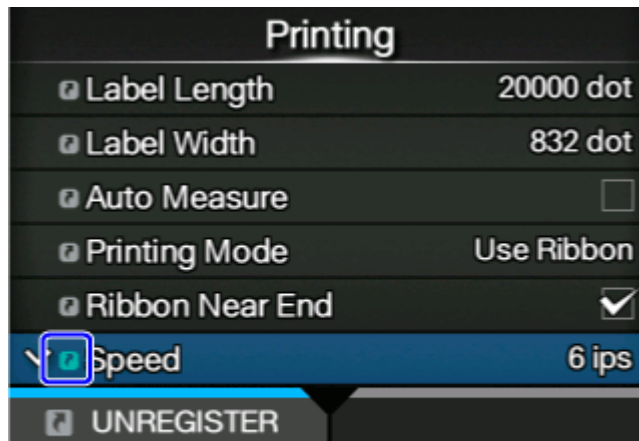 Printing
Label Length 20000 dot
Label Width 832 dot
Auto Measure
Printing Mode Use Ribbon
Ribbon Near End
Speed 6 ips
UNREGISTER